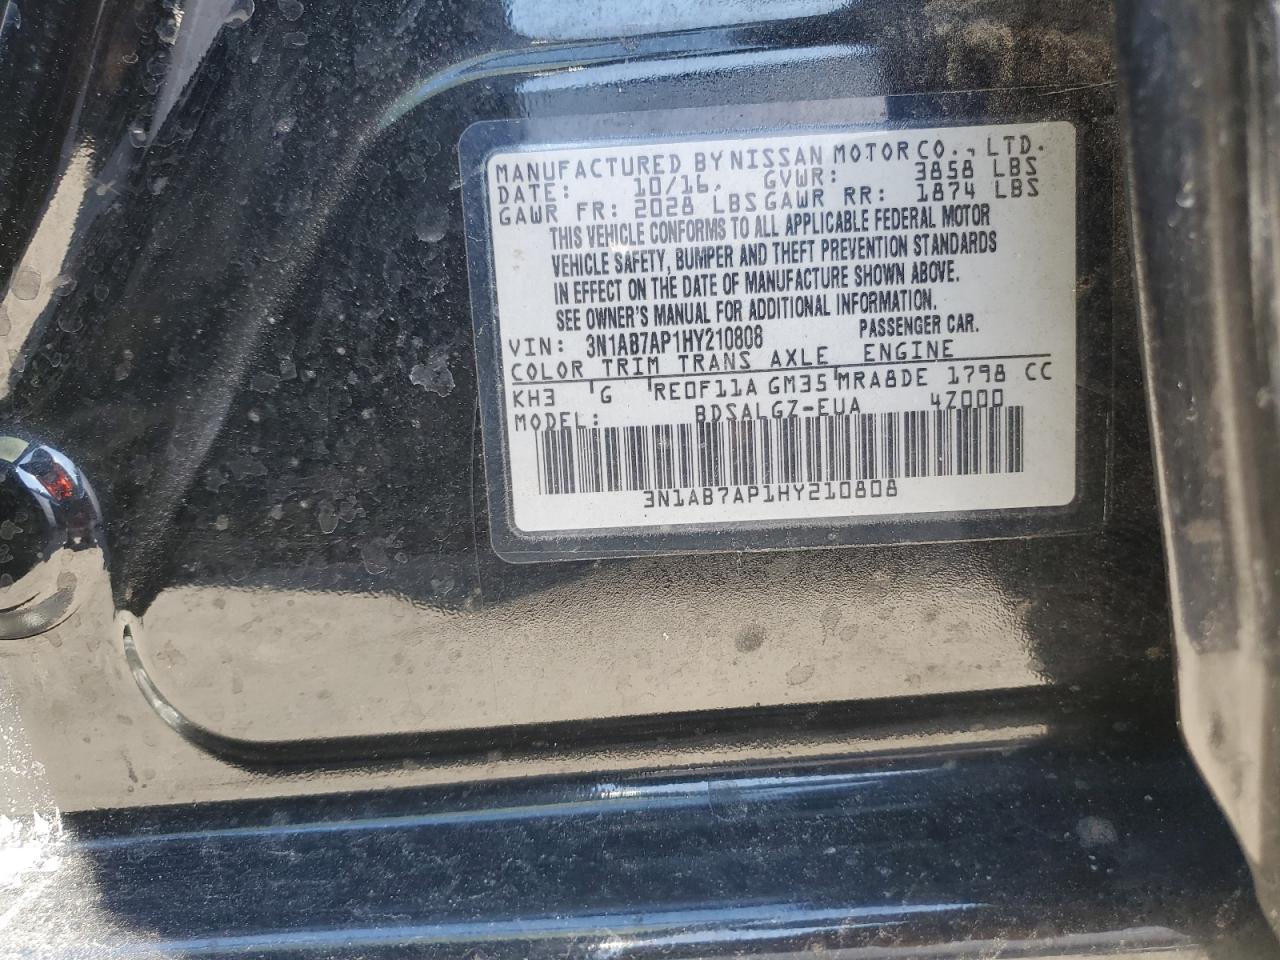 MANUFACTURED BY NISSAN MOTOR CO., LTD.
DATE: 10/16, GVWR: 3858 LBS
GAWR FR: 2028 LBS GAWR RR: 1874 LBS
THIS VEHICLE CONFORMS TO ALL APPLICABLE FEDERAL MOTOR
VEHICLE SAFETY, BUMPER AND THEFT PREVENTION STANDARDS
IN EFFECT ON THE DATE OF MANUFACTURE SHOWN ABOVE.
SEE OWNER'S MANUAL FOR ADDITIONAL INFORMATION.
VIN: 3N1AB7AP1HY210808 PASSENGER CAR.
COLOR TRIM TRANS AXLE ENGINE
KH3 G RE0F11A GM35 MRA8DE 1798 CC
MODEL: BDSALGZ-EUA 4Z000
3N1AB7AP1HY210808